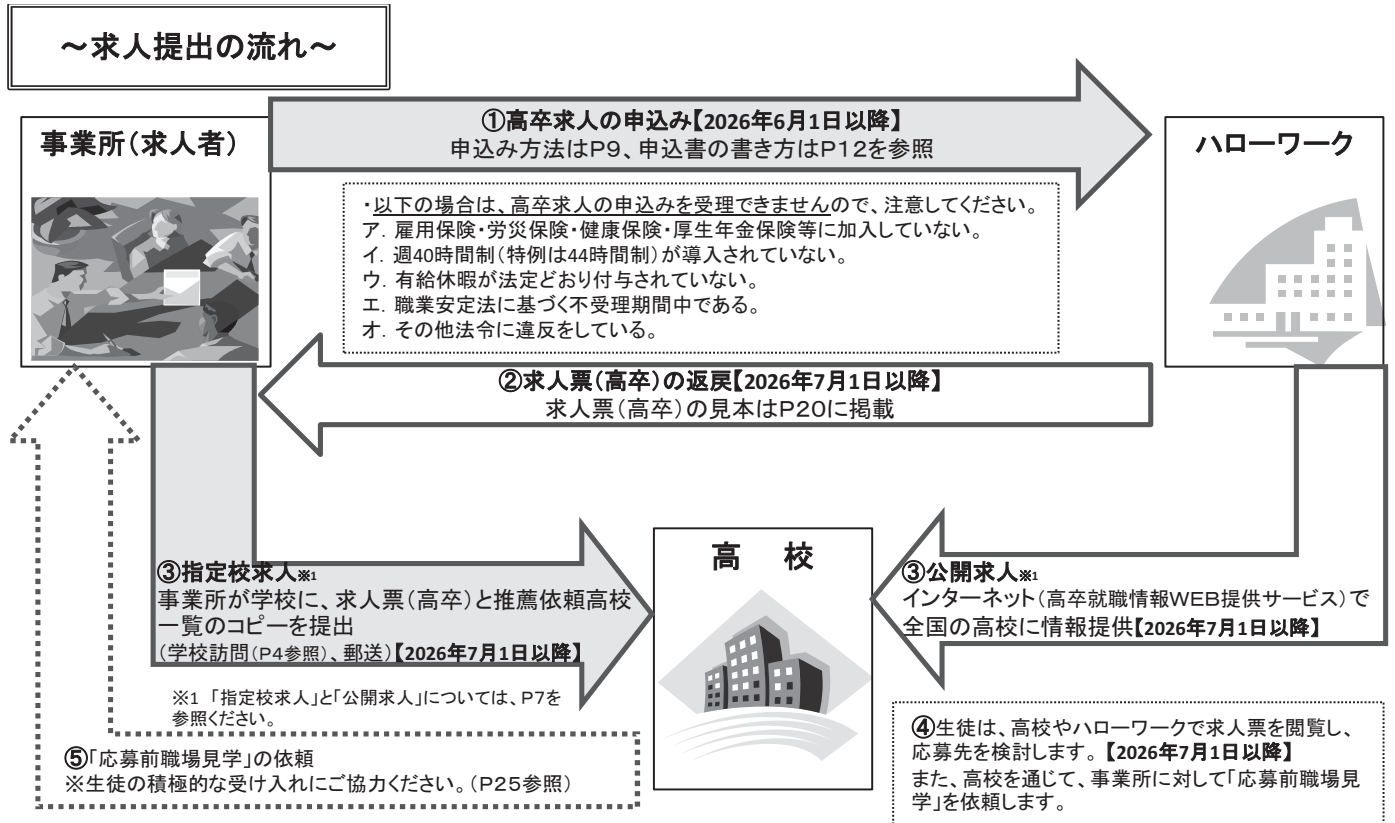 ～求人提出の流れ～
①高卒求人の申込み【2026年6月1日以降】
申込み方法はP9、申込書の書き方はP12を参照
事業所（求人者）
ハローワーク
・以下の場合は、高卒求人の申込みを受理できませんので、注意してください。
ア．雇用保険・労災保険・健康保険・厚生年金保険等に加入していない。
イ．週40時間制（特例は44時間制）が導入されていない。
ウ．有給休暇が法定どおり付与されていない。
エ．職業安定法に基づく不受理期間中である。
オ．その他法令に違反をしている。
②求人票（高卒）の返戻【2026年7月1日以降】
求人票（高卒）の見本はP20に掲載
③指定校求人※1
事業所が学校に、求人票（高卒）と推薦依頼高校
一覧のコピーを提出
（学校訪問（P4参照）、郵送）【2026年7月1日以降】
高　校
③公開求人※1
インターネット（高卒就職情報WEB提供サービス）で
全国の高校に情報提供【2026年7月1日以降】
※1　「指定校求人」と「公開求人」については、P7を
参照ください。
⑤「応募前職場見学」の依頼
※生徒の積極的な受け入れにご協力ください。（P25参照）
④生徒は、高校やハローワークで求人票を閲覧し、
応募先を検討します。【2026年7月1日以降】
また、高校を通じて、事業所に対して「応募前職場見
学」を依頼します。